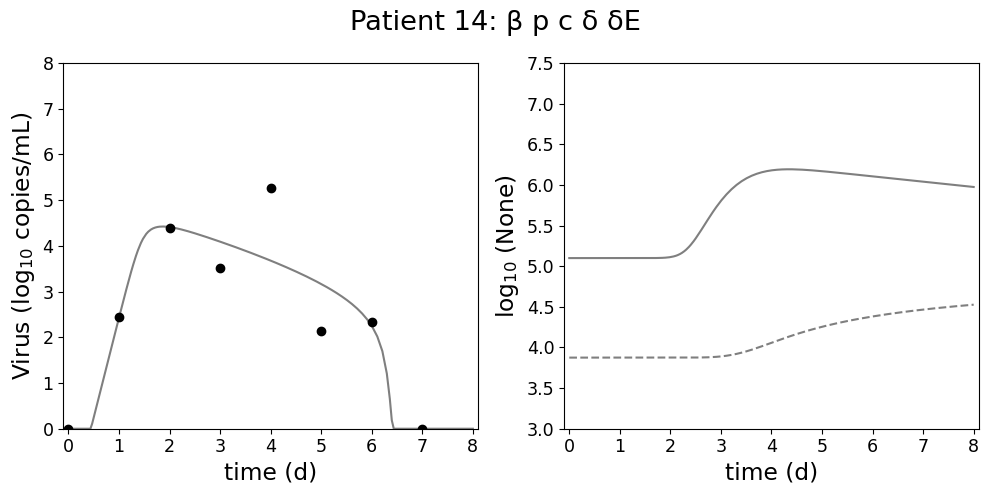 Patient 14: β p c δ δE
Virus (log₁₀ copies/mL)
8
7
6
5
4
3
2
1
0
0 1 2 3 4 5 6 7 8
time (d)
log₁₀ (None)
7.5
7.0
6.5
6.0
5.5
5.0
4.5
4.0
3.5
3.0
0 1 2 3 4 5 6 7 8
time (d)